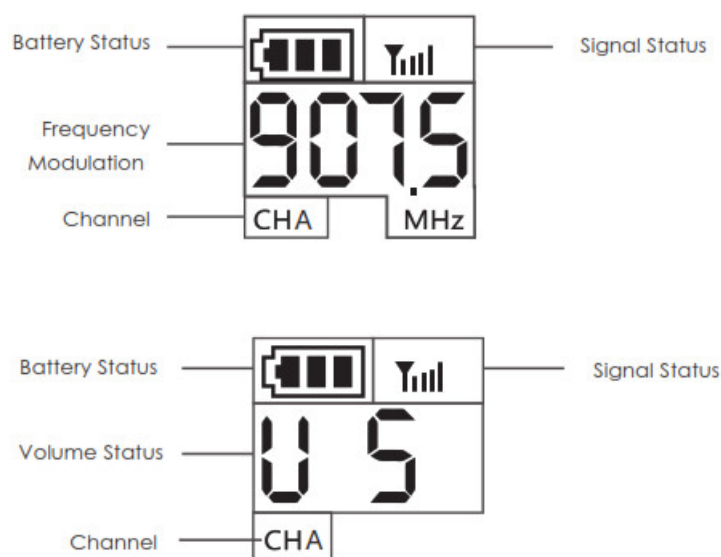 Battery Status
Signal Status
Frequency
Modulation
907.5
Channel
CHA
MHz
Battery Status
Signal Status
Volume Status
U 5
Channel
CHA